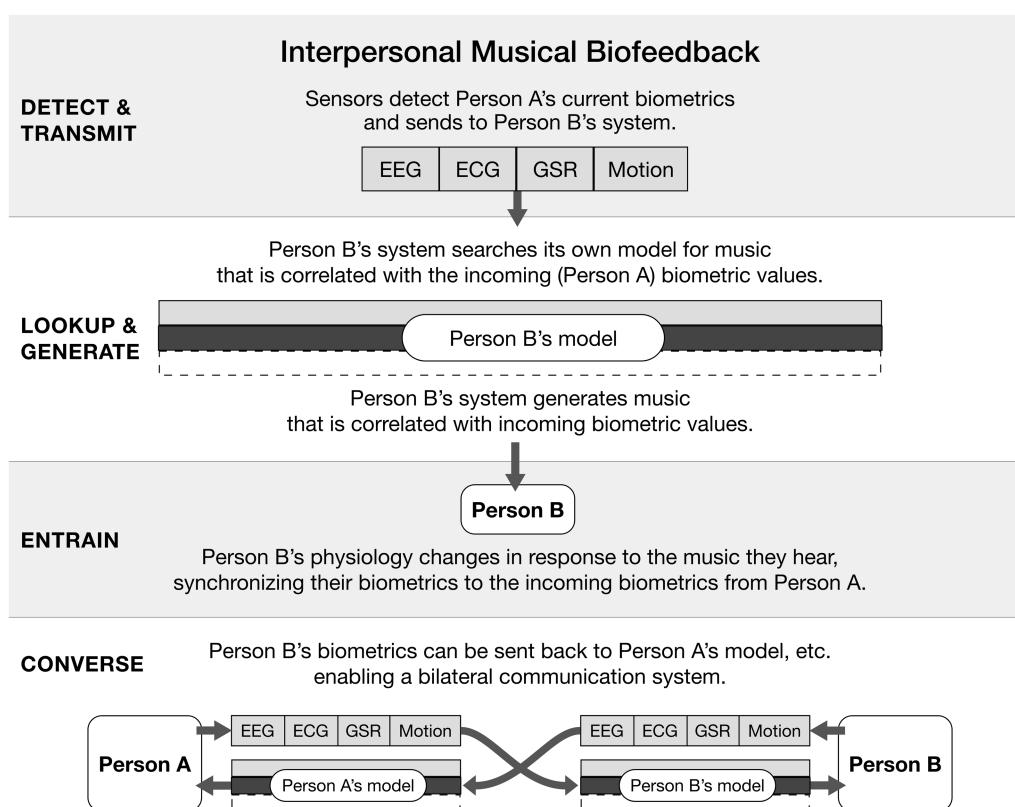 Interpersonal Musical Biofeedback
DETECT &
TRANSMIT
Sensors detect Person A's current biometrics
and sends to Person B's system.
EEG ECG GSR Motion
Person B's system searches its own model for music
that is correlated with the incoming (Person A) biometric values.
LOOKUP &
GENERATE
Person B's model
Person B's system generates music
that is correlated with incoming biometric values.
Person B
ENTRAIN
Person B's physiology changes in response to the music they hear,
synchronizing their biometrics to the incoming biometrics from Person A.
CONVERSE
Person B's biometrics can be sent back to Person A's model, etc.
enabling a bilateral communication system.
EEG ECG GSR Motion EEG ECG GSR Motion
Person A Person A's model Person B's model Person B